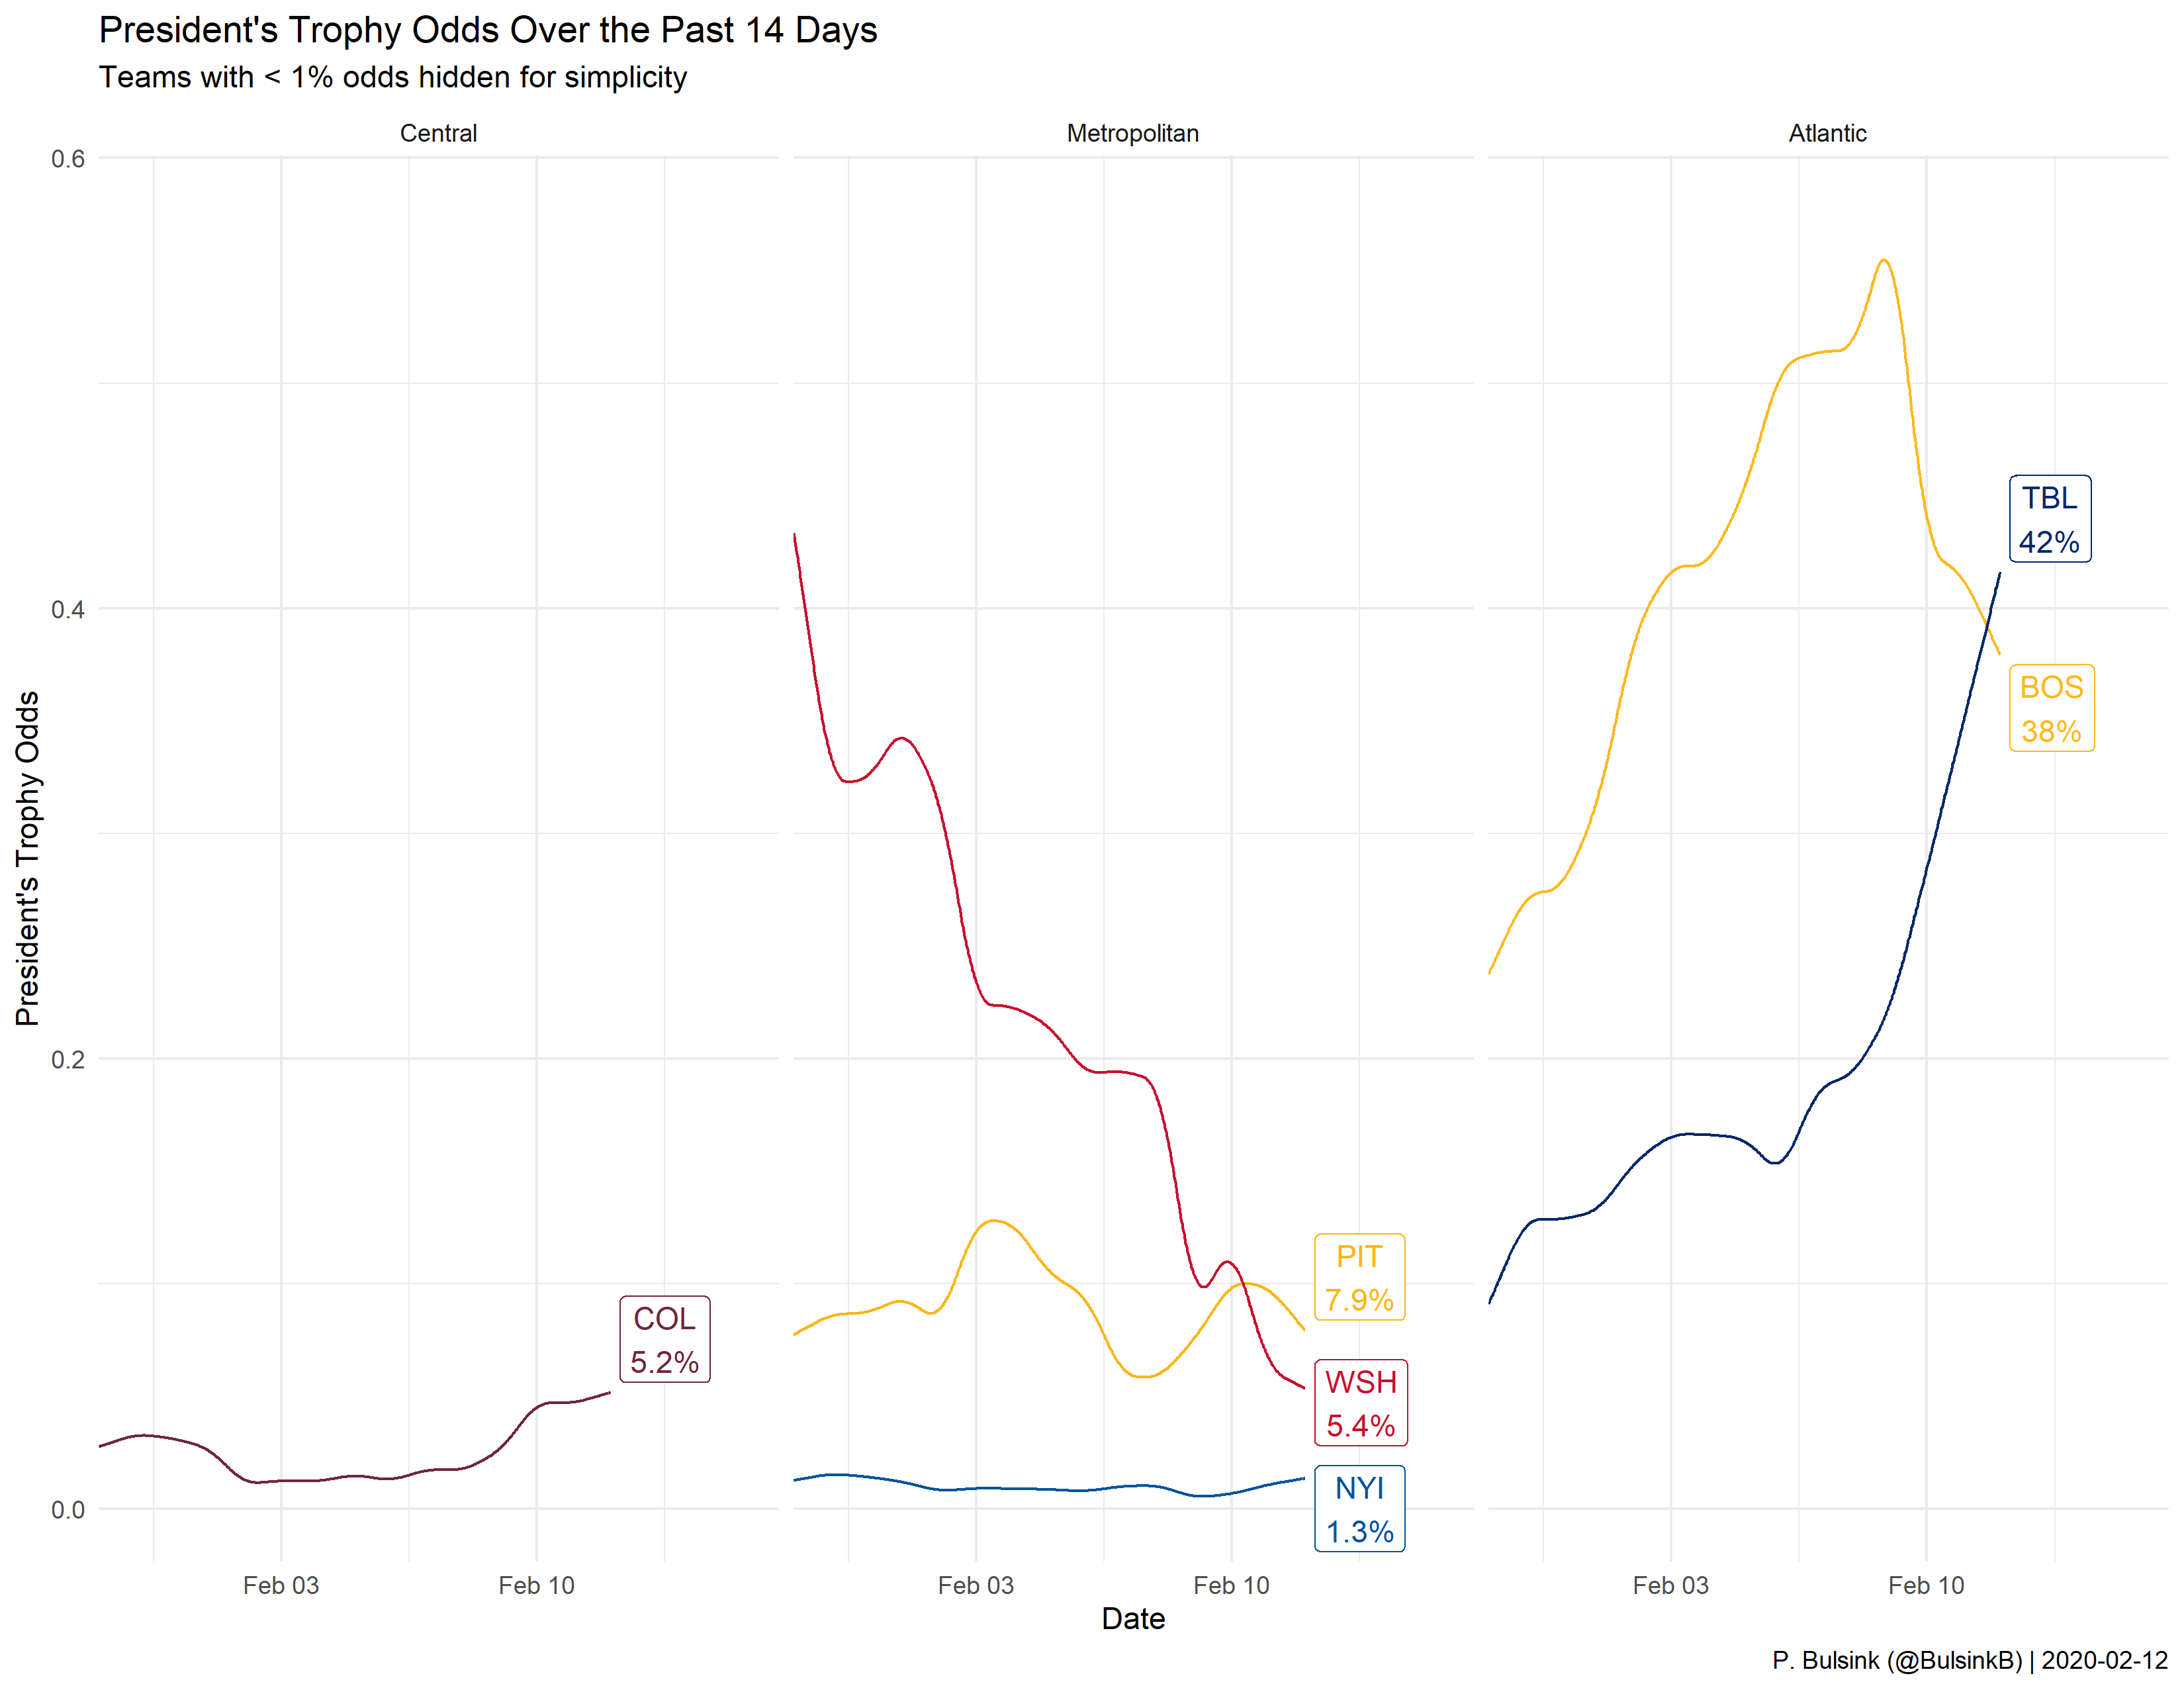 President's Trophy Odds Over the Past 14 Days
Teams with < 1% odds hidden for simplicity
Central
Metropolitan
Atlantic
President's Trophy Odds
0.6
0.4
0.2
0.0
COL
5.2%
PIT
7.9%
WSH
5.4%
NYI
1.3%
TBL
42%
BOS
38%
Feb 03
Feb 10
Feb 03
Feb 10
Feb 03
Feb 10
Date
P. Bulsink (@BulsinkB) | 2020-02-12